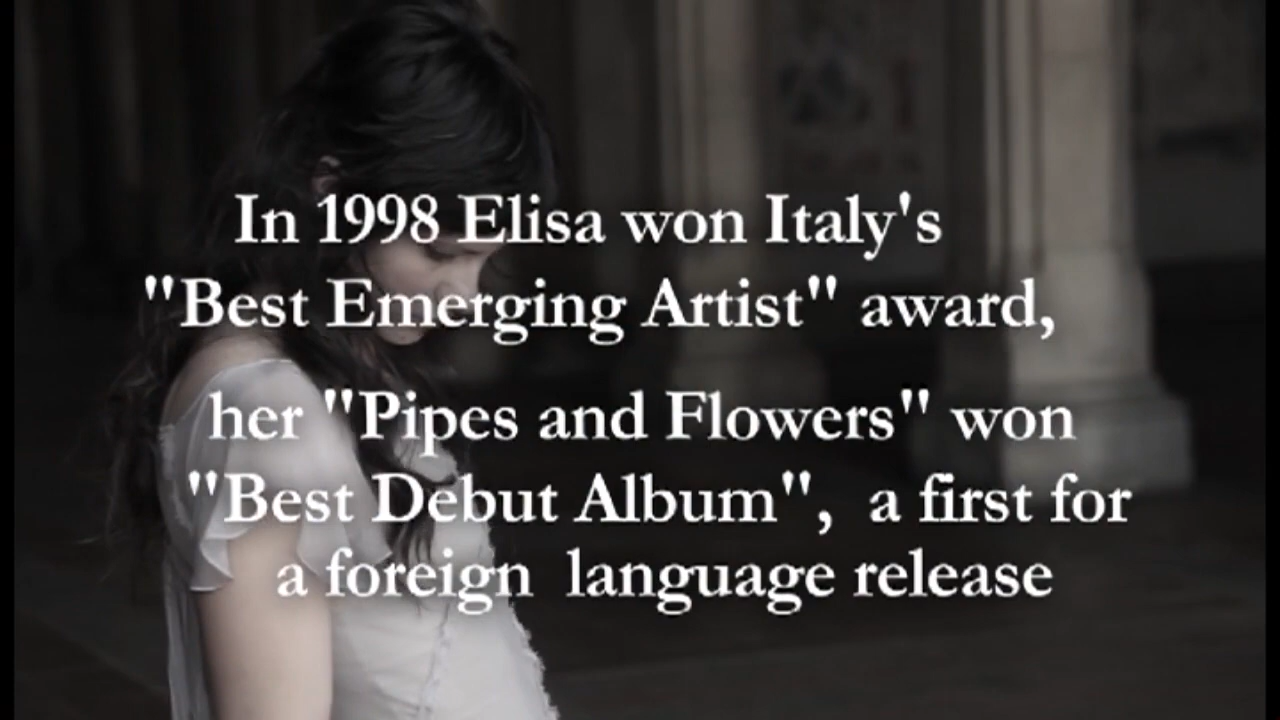 In 1998 Elisa won Italy's
"Best Emerging Artist" award,
her "Pipes and Flowers" won
"Best Debut Album", a first for
a foreign language release